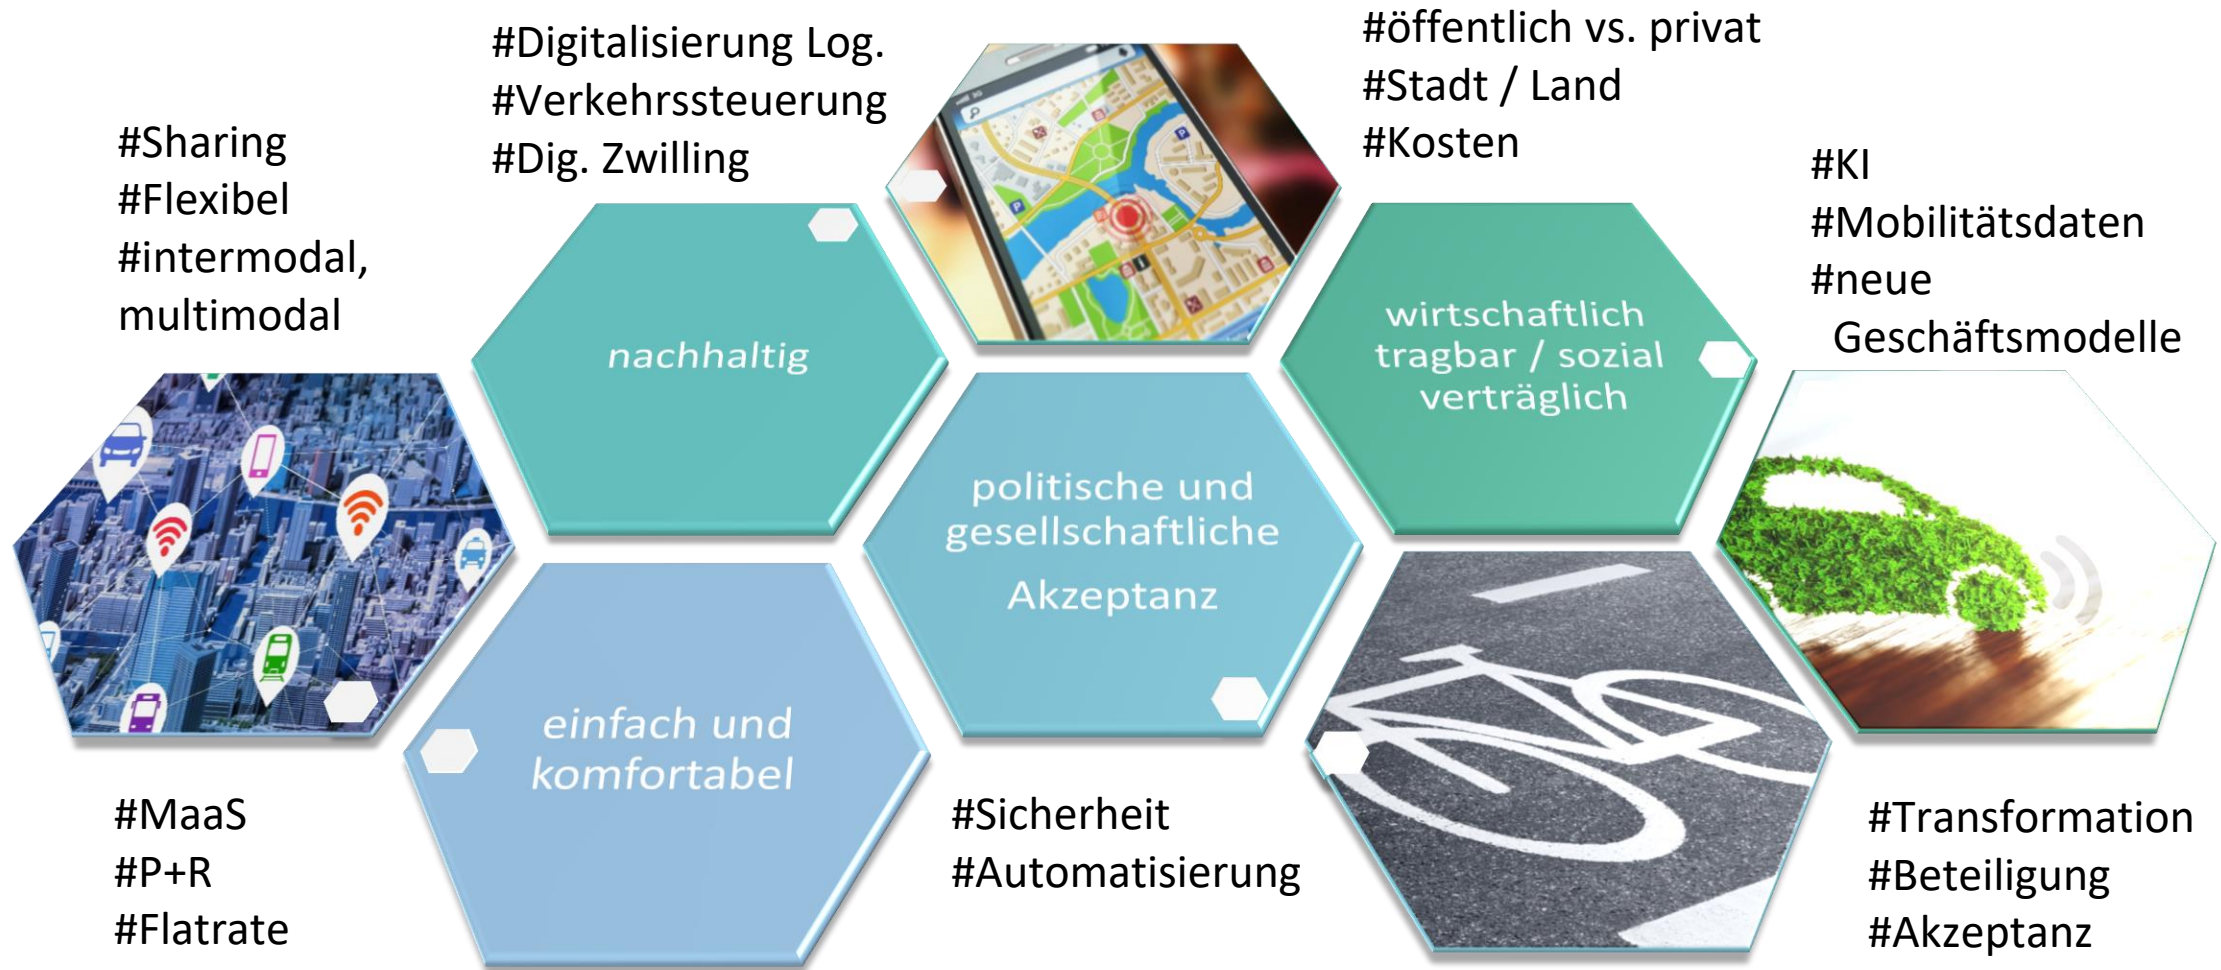 #Sharing
#Flexibel
#intermodal,
multimodal
#Digitalisierung Log.
#Verkehrssteuerung
#Dig. Zwilling
#öffentlich vs. privat
#Stadt / Land
#Kosten
#KI
#Mobilitätsdaten
#neue
Geschäftsmodelle
nachhaltig
wirtschaftlich
tragbar / sozial
verträglich
politische und
gesellschaftliche
Akzeptanz
einfach und
komfortabel
#MaaS
#P+R
#Flatrate
#Sicherheit
#Automatisierung
#Transformation
#Beteiligung
#Akzeptanz